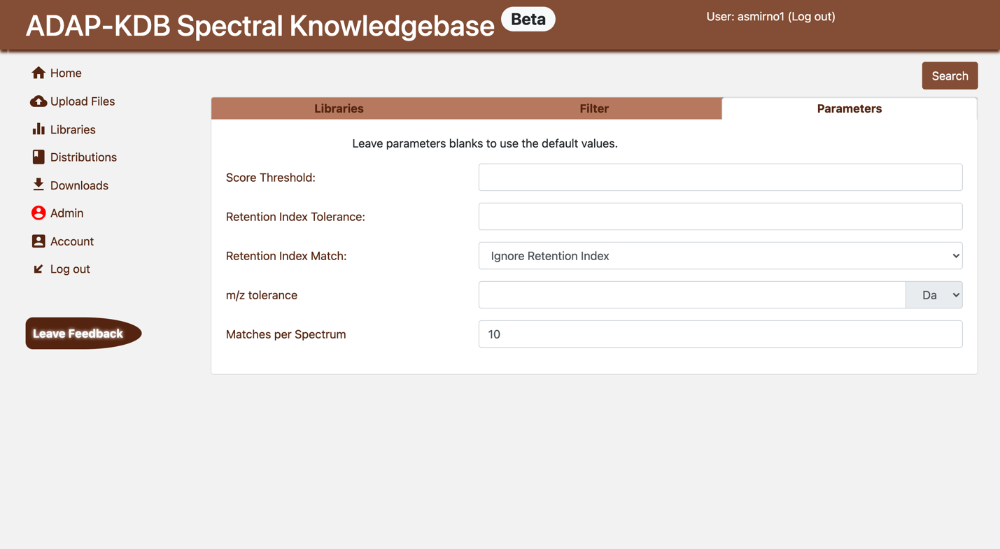 ADAP-KDB Spectral Knowledgebase Beta
User: asmirno1 (Log out)
Home
Upload Files
Libraries
Distributions
Downloads
Admin
Account
Log out
Leave Feedback
Search
Libraries Filter Parameters
Leave parameters blanks to use the default values.
Score Threshold:
Retention Index Tolerance:
Retention Index Match: Ignore Retention Index
m/z tolerance Da
Matches per Spectrum 10